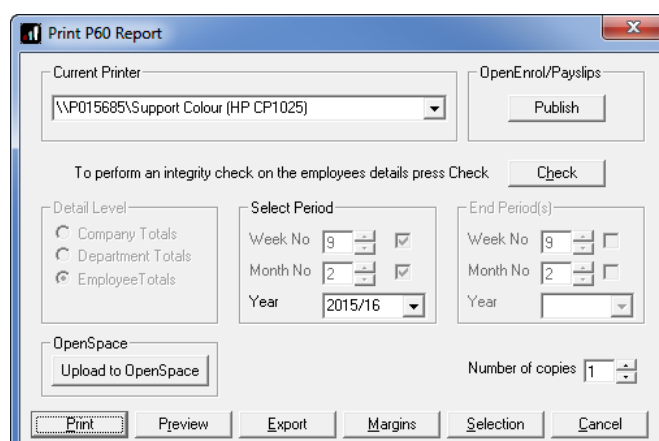 Print P60 Report
x
Current Printer
\\P015685\Support Colour (HP CP1025)
OpenEnrol/Payslips
Publish
To perform an integrity check on the employees details press Check
Check
Detail Level
Company Totals
Department Totals
EmployeeTotals
Select Period
Week No 9
Month No 2
Year 2015/16
End Period(s)
Week No 9
Month No 2
Year
OpenSpace
Upload to OpenSpace
Number of copies 1
Print Preview Export Margins Selection Cancel